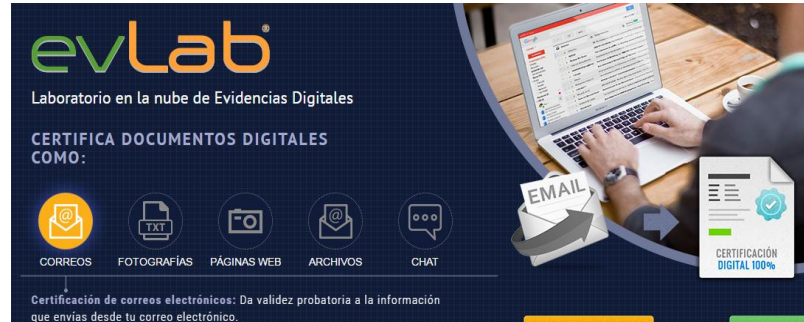 evLab®
Laboratorio en la nube de Evidencias Digitales
CERTIFICA DOCUMENTOS DIGITALES
COMO:
TXT
CORREOS
FOTOGRAFÍAS
PÁGINAS WEB
ARCHIVOS
CHAT
Certificación de correos electrónicos: Da validez probatoria a la información
que envías desde tu correo electrónico.
EMAIL
CERTIFICACIÓN
DIGITAL 100%